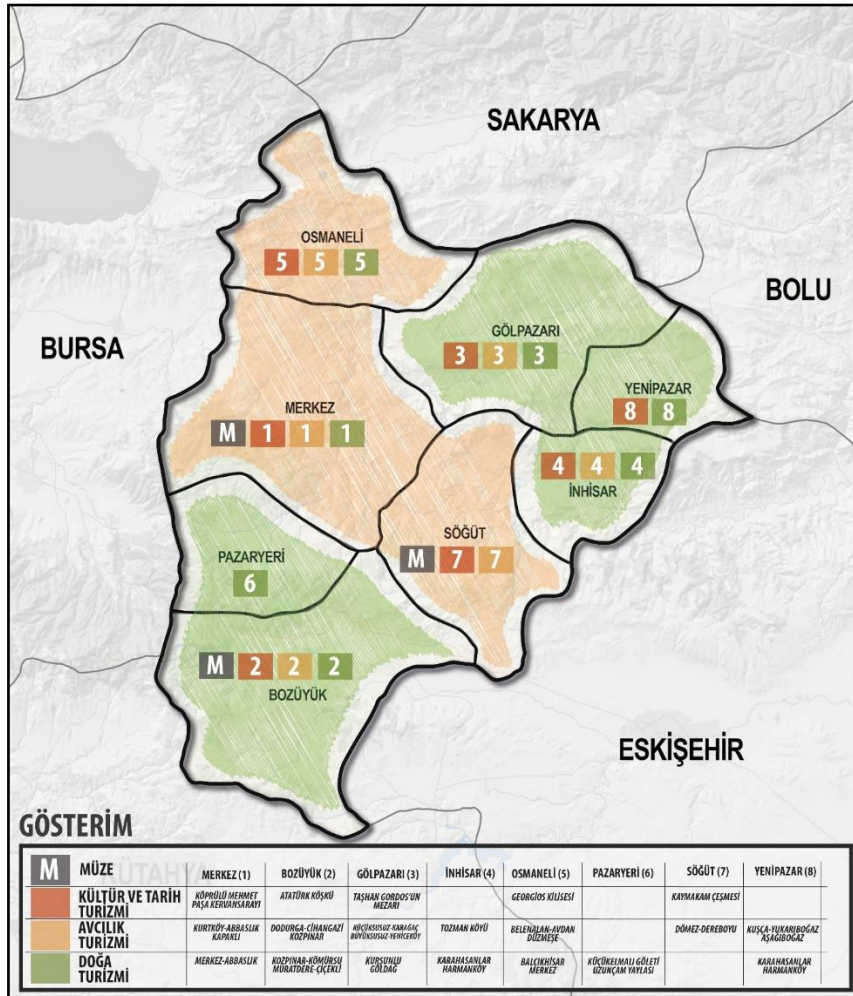 SAKARYA
OSMANELİ
5 5 5
BOLU
GÖLPAZARI
BURSA
3 3 3
YENİPAZAR
8 8
MERKEZ
M 1 1 1
4 4 4
İNHİSAR
SÖĞÜT
M 7 7
PAZARYERİ
6
M 2 2 2
BOZÜYÜK
ESKİŞEHİR
GÖSTERİM
KÜTAHYA
M MÜZE MERKEZ (1) BOZÜYÜK (2) GÖLPAZARI (3) İNHİSAR (4) OSMANELİ (5) PAZARYERİ (6) SÖĞÜT (7) YENİPAZAR (8)
KÜLTÜR VE TARİH KÖPRÜLÜ MEHMET ATATÜRK KÖŞKÜ TAŞHAN GORDOS'UN GEORGİOS KİLİSESİ KAYMAKAM ÇEŞMESİ
TURİZMİ PAŞA KERVANSARAYI MEZARI
AVCILIK KURTKÖY-ABBASLIK DODURGA-CİHANGAZİ KÜÇÜKSUSUZ-KARAĞAÇ TOZMAN KÖYÜ BELENALAN-AVDAN DÖMEZ-DEREBOYU KUŞÇA-YUKARIBOĞAZ
TURİZMİ KAPAKLI KOZPINAR BÜYÜKSUSUZ-YENİCEKÖY DÜZMEŞE AŞAGIBOĞAZ
DOĞA MERKEZ-ABBASLIK KOZPINAR-KÖMÜRSU KURŞUNLU KARAHASANLAR BALCIKHİSAR KÜÇÜKELMALI GÖLETİ KARAHASANLAR
TURİZMİ MURATDERE-ÇİÇEKLİ GÖLDAĞ HARMANKÖY MERKEZ UZUNÇAM YAYLASI HARMANKÖY